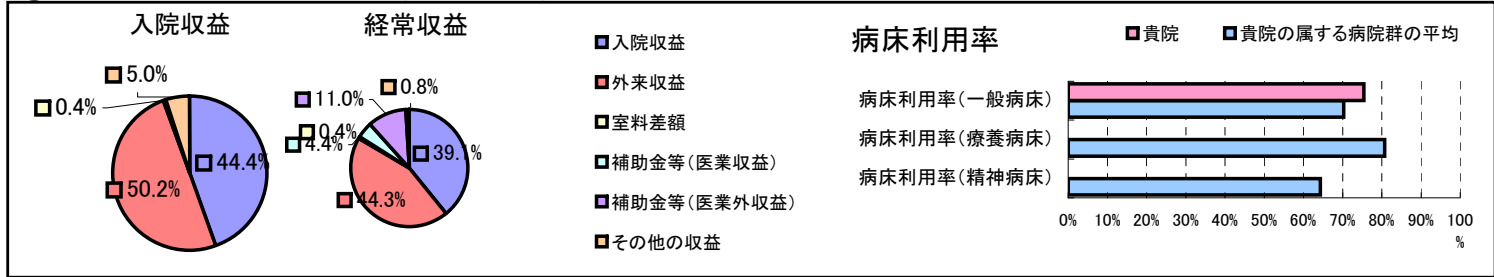 入院収益
5.0%
0.4%
44.4%
50.2%
経常収益
0.8%
11.0%
0.4%
4.4%
39.1%
44.3%
入院収益
外来収益
室料差額
補助金等(医業収益)
補助金等(医業外収益)
その他の収益
病床利用率
貴院 貴院の属する病院群の平均
病床利用率(一般病床)
病床利用率(療養病床)
病床利用率(精神病床)
0% 10% 20% 30% 40% 50% 60% 70% 80% 90% 100
%